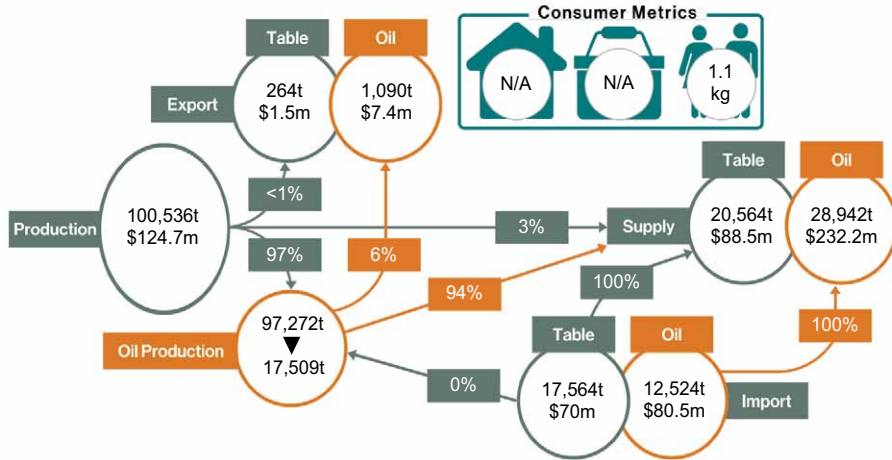 Consumer Metrics
N/A
N/A
1.1
kg
Table
Oil
Export
264t
$1.5m
1,090t
$7.4m
<1%
Production
100,536t
$124.7m
3%
97%
6%
94%
Supply
Table
Oil
20,564t
$88.5m
28,942t
$232.2m
100%
100%
Oil Production
97,272t
▼
17,509t
0%
Table
Oil
17,564t
$70m
12,524t
$80.5m
Import